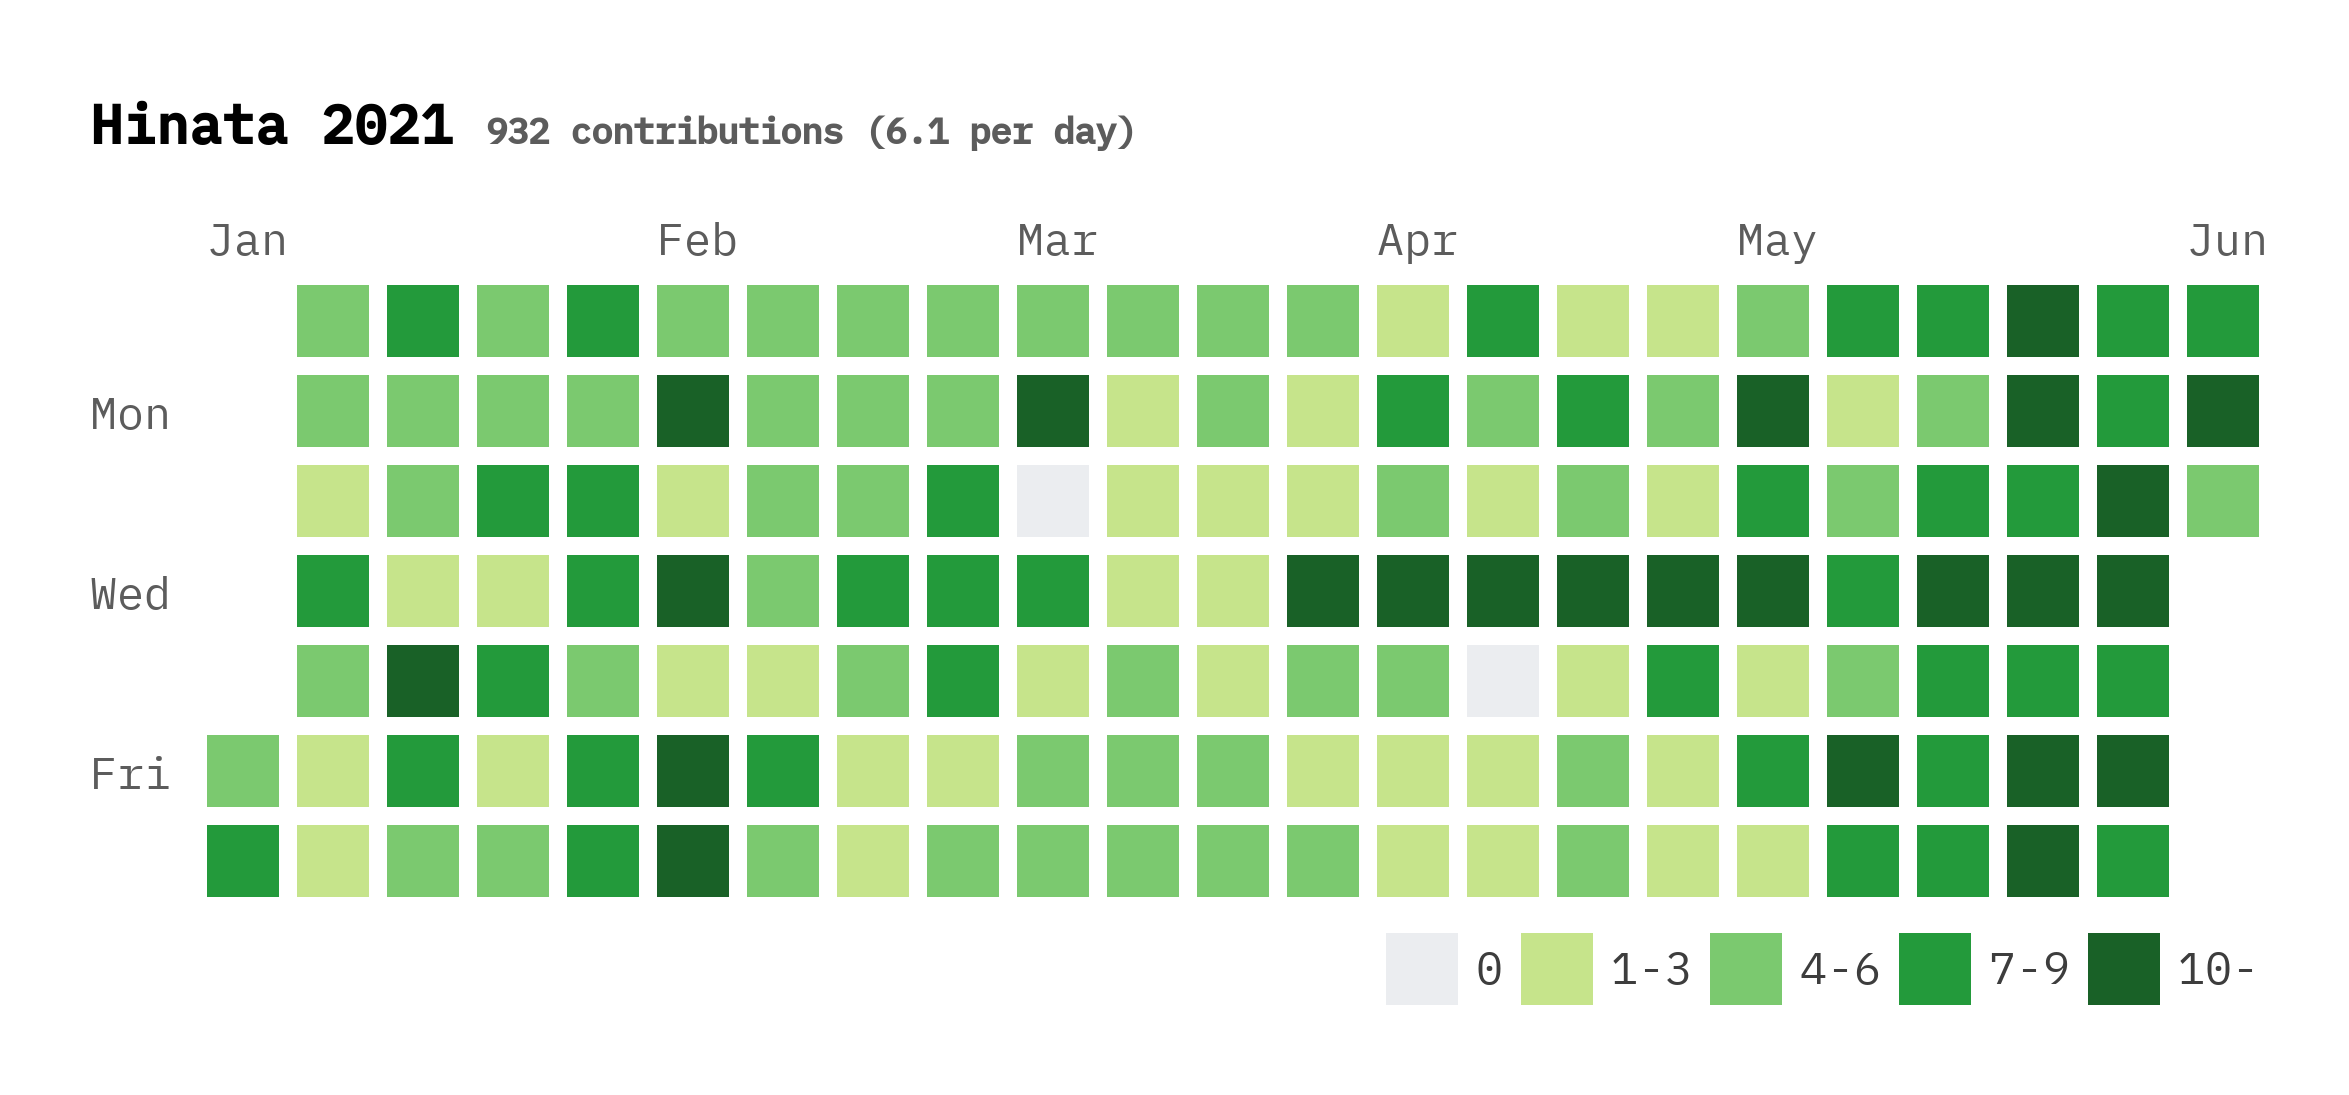 Hinata 2021 932 contributions (6.1 per day)
Jan Feb Mar Apr May Jun
Mon
Wed
Fri
0 1-3 4-6 7-9 10-